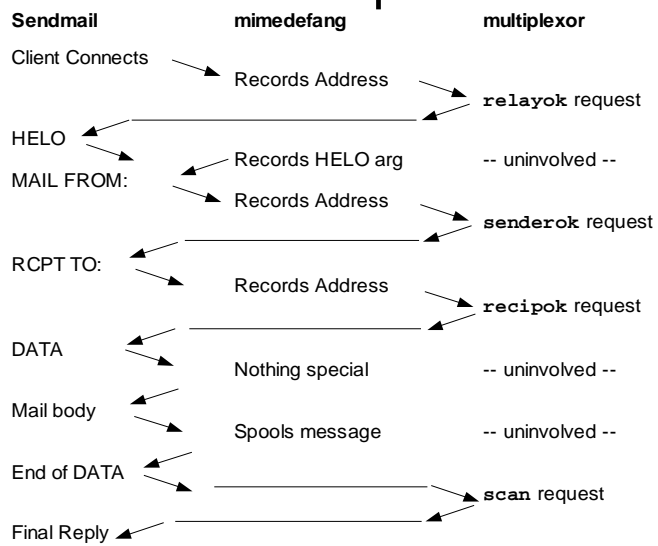 Sendmail mimedefang multiplexor
Client Connects
Records Address
relayok request
HELO
Records HELO arg -- uninvolved --
MAIL FROM:
Records Address
senderok request
RCPT TO:
Records Address
recipok request
DATA
Nothing special -- uninvolved --
Mail body
Spools message -- uninvolved --
End of DATA
scan request
Final Reply